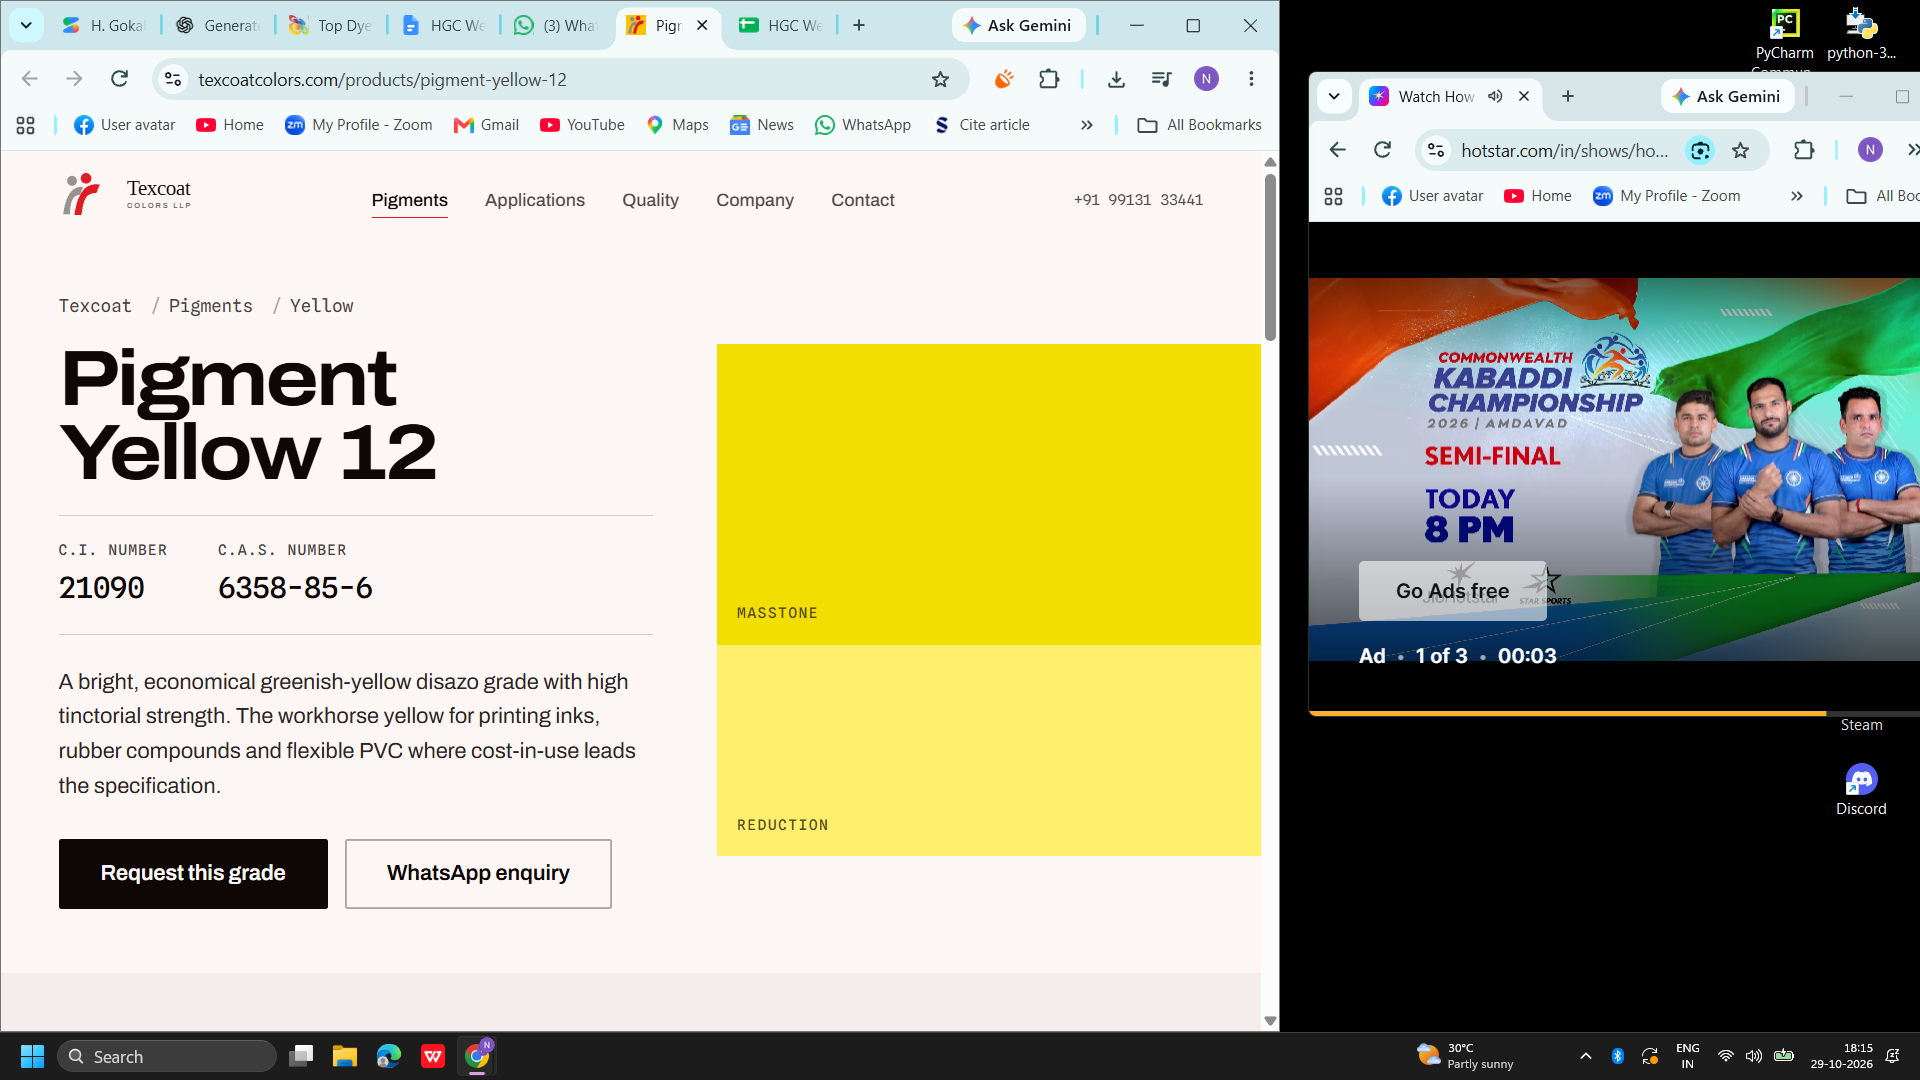 H. Goka
Generat
Top Dye
HGC We
(3) Wha
Pigr
HGC We
Ask Gemini
texcoatcolors.com/products/pigment-yellow-12
N
User avatar
Home
My Profile - Zoom
Gmail
YouTube
Maps
News
WhatsApp
Cite article
All Bookmarks
Texcoat
COLORS LLP
Pigments
Applications
Quality
Company
Contact
+91 99131 33441
Texcoat / Pigments / Yellow
Pigment
Yellow 12
C.I. NUMBER
21090
C.A.S. NUMBER
6358-85-6
A bright, economical greenish-yellow disazo grade with high
tinctorial strength. The workhorse yellow for printing inks,
rubber compounds and flexible PVC where cost-in-use leads
the specification.
Request this grade
WhatsApp enquiry
MASSTONE
REDUCTION
PyCharm
python-3...
Watch How
Ask Gemini
hotstar.com/in/shows/ho...
N
User avatar
Home
My Profile - Zoom
All Boo
COMMONWEALTH
KABADDI
CHAMPIONSHIP
2026 | AMDAVAD
SEMI-FINAL
TODAY
8 PM
Go Ads free
STAR SPORTS
Ad • 1 of 3 • 00:03
Steam
Discord
Search
30°C
Partly sunny
ENG
IN
18:15
29-10-2026